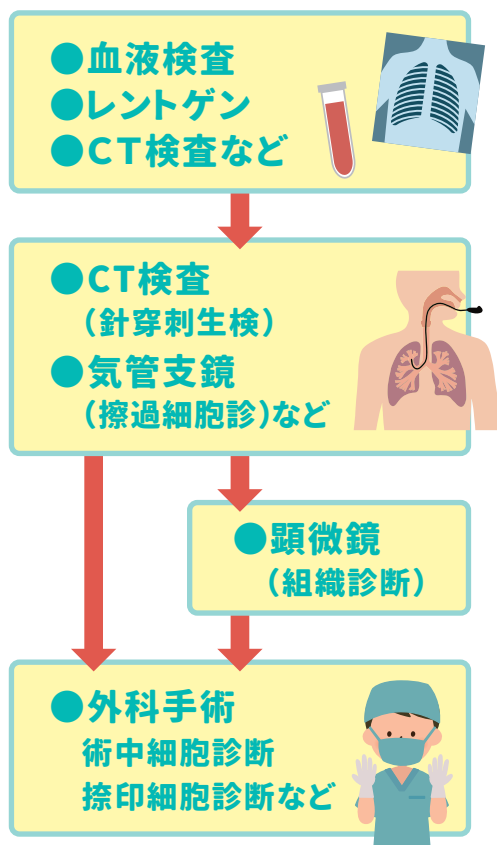 ●血液検査
●レントゲン
●CT検査など
●CT検査
（針穿刺生検）
●気管支鏡
（擦過細胞診）など
●顕微鏡
（組織診断）
●外科手術
術中細胞診断
捺印細胞診断など